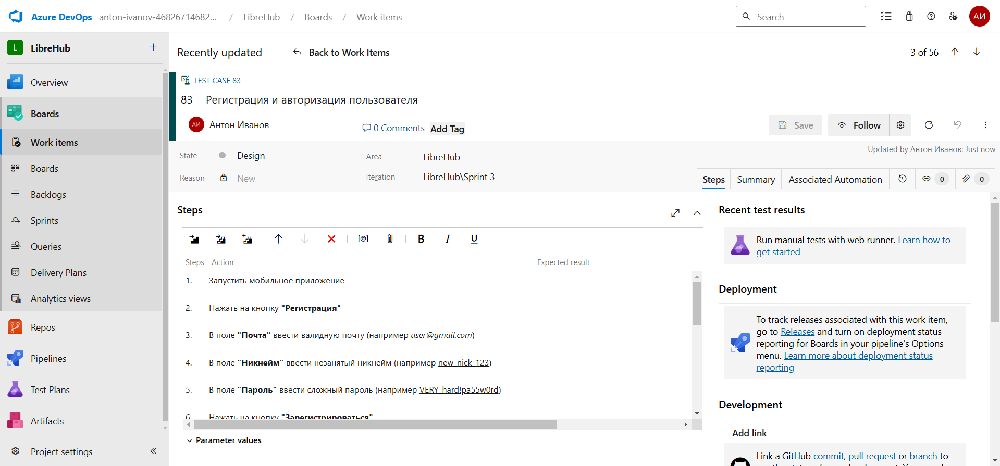 Azure DevOps anton-ivanov-46826714682... / LibreHub / Boards / Work items
Search
АИ
L LibreHub
Overview
Boards
Work items
Boards
Backlogs
Sprints
Queries
Delivery Plans
Analytics views
Repos
Pipelines
Test Plans
Artifacts
Project settings
Recently updated
Back to Work Items
3 of 56
TEST CASE 83
83 Регистрация и авторизация пользователя
АИ Антон Иванов
0 Comments
Add Tag
Save
Follow
State Design
Area LibreHub
Updated by Антон Иванов: Just now
Reason New
Iteration LibreHub\Sprint 3
Steps
Summary
Associated Automation
0
0
Steps
[@] B I U
Steps Action Expected result
1. Запустить мобильное приложение
2. Нажать на кнопку "Регистрация"
3. В поле "Почта" ввести валидную почту (например user@gmail.com)
4. В поле "Никнейм" ввести незанятый никнейм (например new_nick_123)
5. В поле "Пароль" ввести сложный пароль (например VERY_hard!pa55w0rd)
6. Нажать на кнопку "Зарегистрироваться"
Parameter values
Recent test results
Run manual tests with web runner. Learn how to
get started
Deployment
To track releases associated with this work item,
go to Releases and turn on deployment status
reporting for Boards in your pipeline's Options
menu. Learn more about deployment status
reporting
Development
Add link
Link a GitHub commit, pull request or branch to